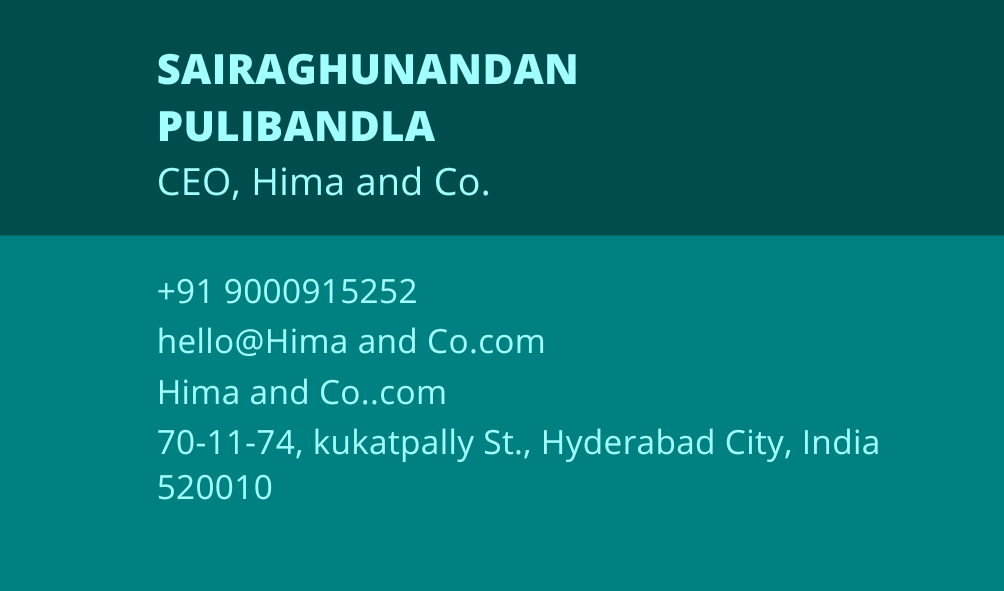 SAIRAGHUNANDAN
PULIBANDLA
CEO, Hima and Co.
+91 9000915252
hello@Hima and Co.com
Hima and Co..com
70-11-74, kukatpally St., Hyderabad City, India
520010